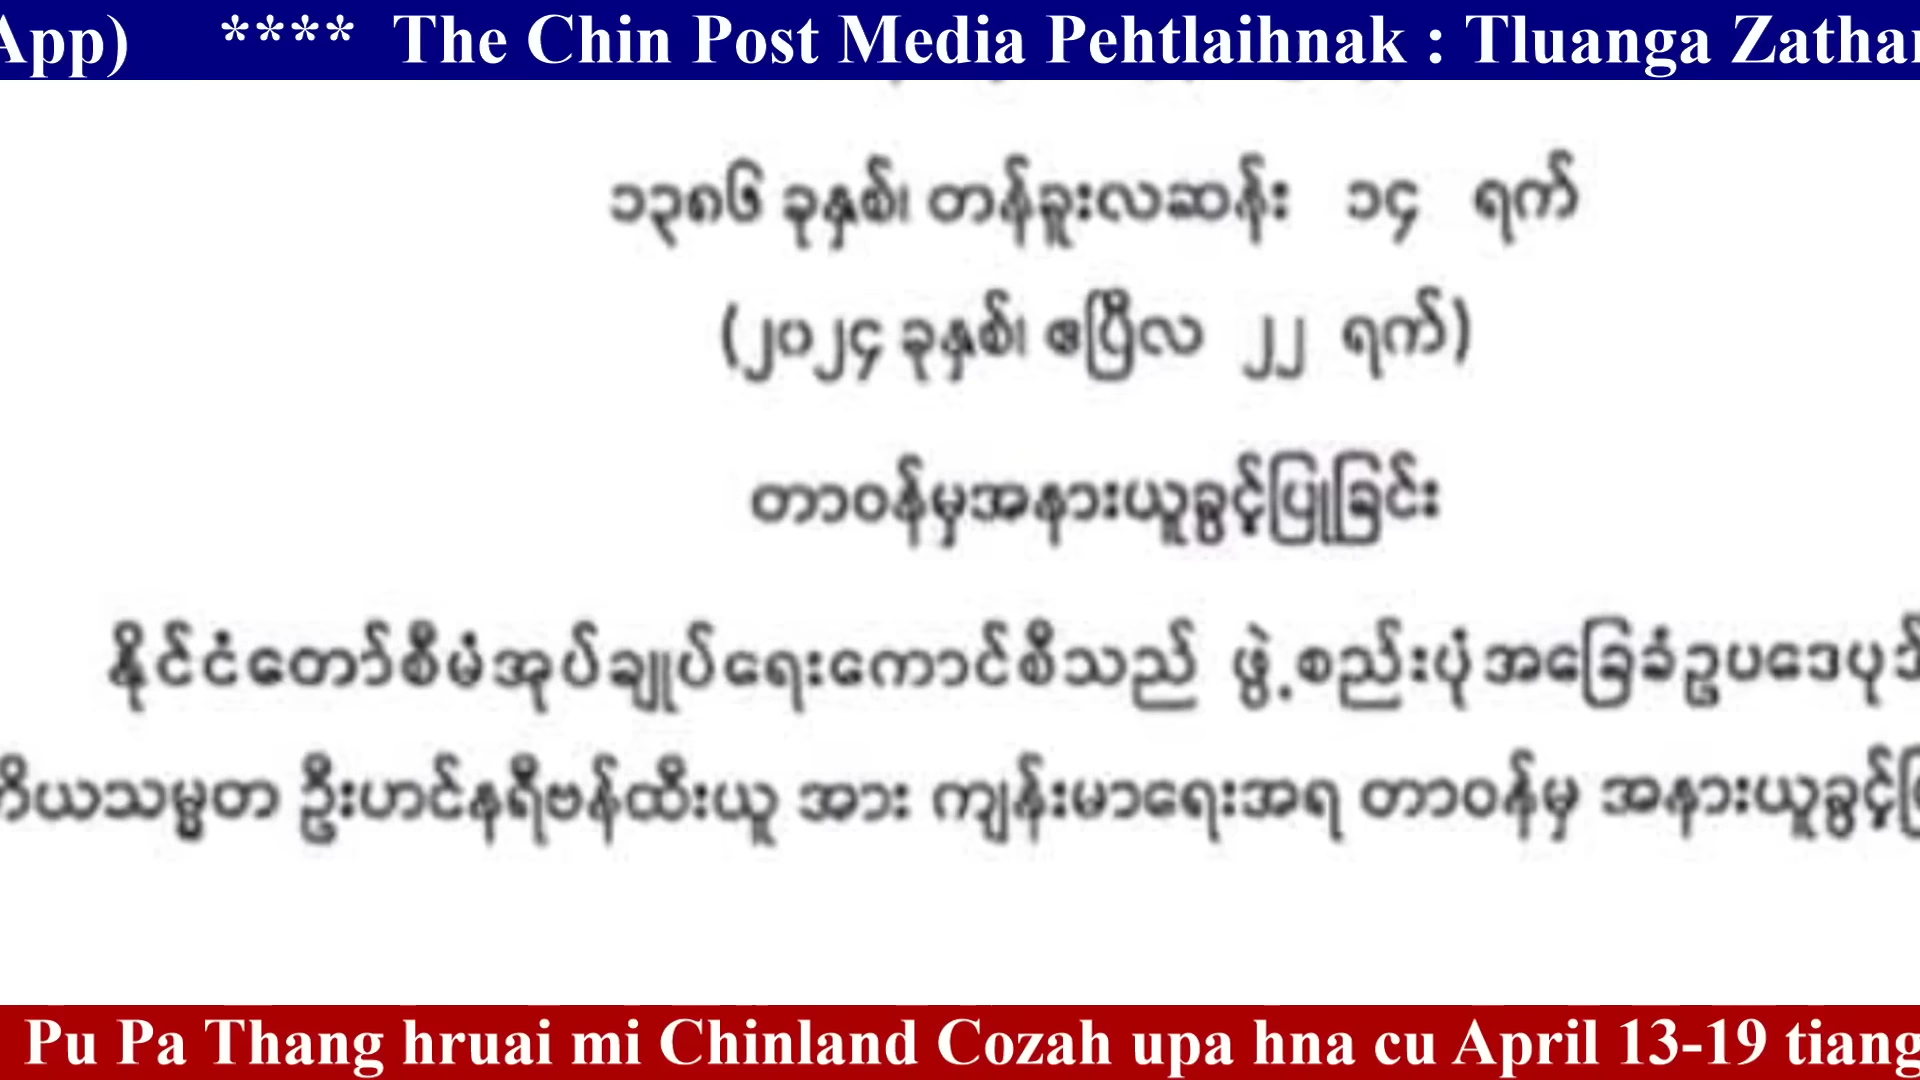 App) **** The Chin Post Media Pehtlaihnak : Tluanga Zathan
၁၃၈၆ ခုနှစ်၊ တန်ခူးလဆန်း ၁၄ ရက်
(၂၀၂၄ ခုနှစ်၊ ဧပြီလ ၂၂ ရက်)
တာဝန်မှအနားယူခွင့်ပြုခြင်း
နိုင်ငံတော်စီမံအုပ်ချုပ်ရေးကောင်စီသည် ဖွဲ့စည်းပုံအခြေခံဥပဒေပုဒ်
တိယသမ္မတ ဦးဟင်နရီဗန်ထီးယူ အား ကျန်းမာရေးအရ တာဝန်မှ အနားယူခွင့်
Pu Pa Thang hruai mi Chinland Cozah upa hna cu April 13-19 tiang